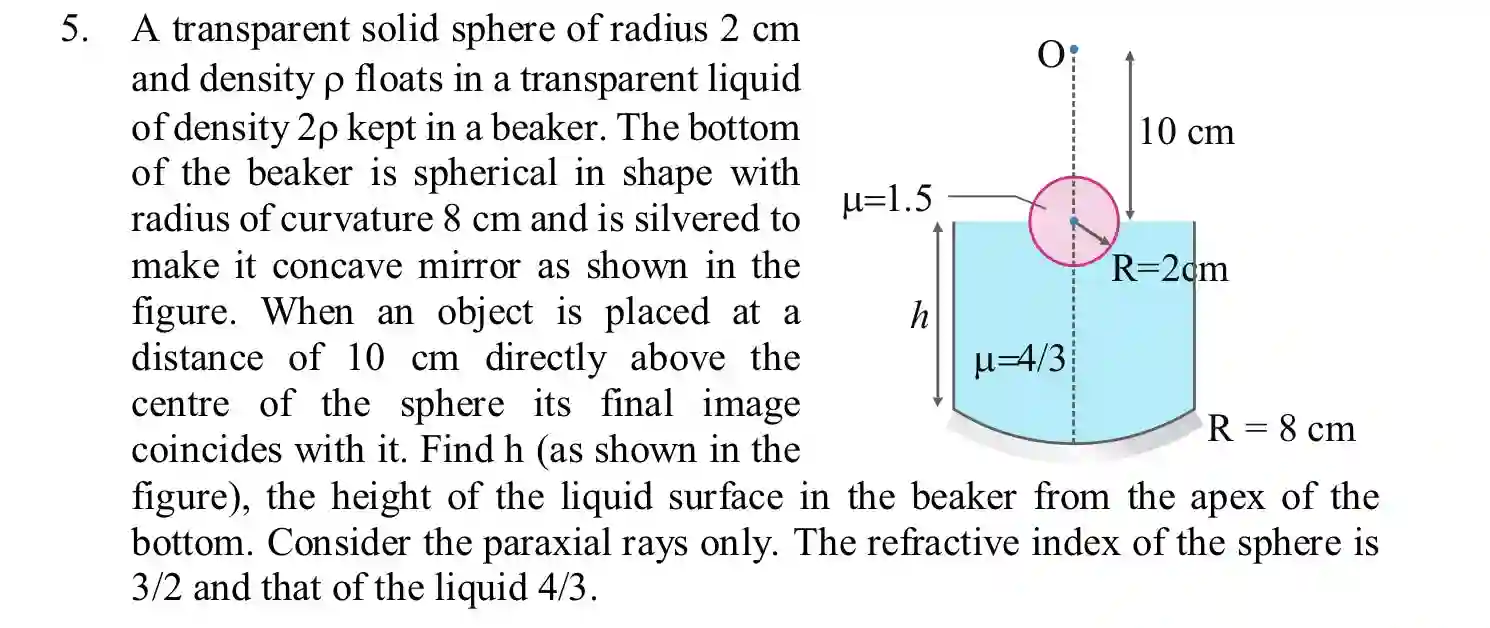 5. A transparent solid sphere of radius 2 cm
and density ρ floats in a transparent liquid
of density 2ρ kept in a beaker. The bottom
of the beaker is spherical in shape with
radius of curvature 8 cm and is silvered to
make it concave mirror as shown in the
figure. When an object is placed at a
distance of 10 cm directly above the
centre of the sphere its final image
coincides with it. Find h (as shown in the
figure), the height of the liquid surface in the beaker from the apex of the
bottom. Consider the paraxial rays only. The refractive index of the sphere is
3/2 and that of the liquid 4/3.
O
10 cm
μ=1.5
R=2cm
h
μ=4/3
R = 8 cm